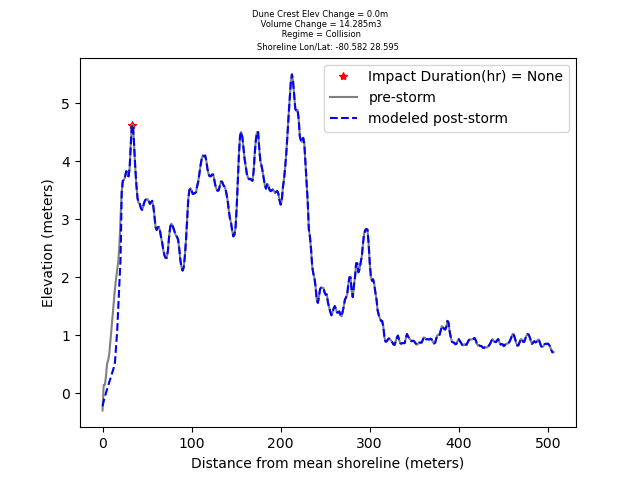 Dune Crest Elev Change = 0.0m
Volume Change = 14.285m3
Regime = Collision
Shoreline Lon/Lat: -80.582 28.595
Impact Duration(hr) = None
pre-storm
modeled post-storm
Elevation (meters)
5
4
3
2
1
0
0 100 200 300 400 500
Distance from mean shoreline (meters)